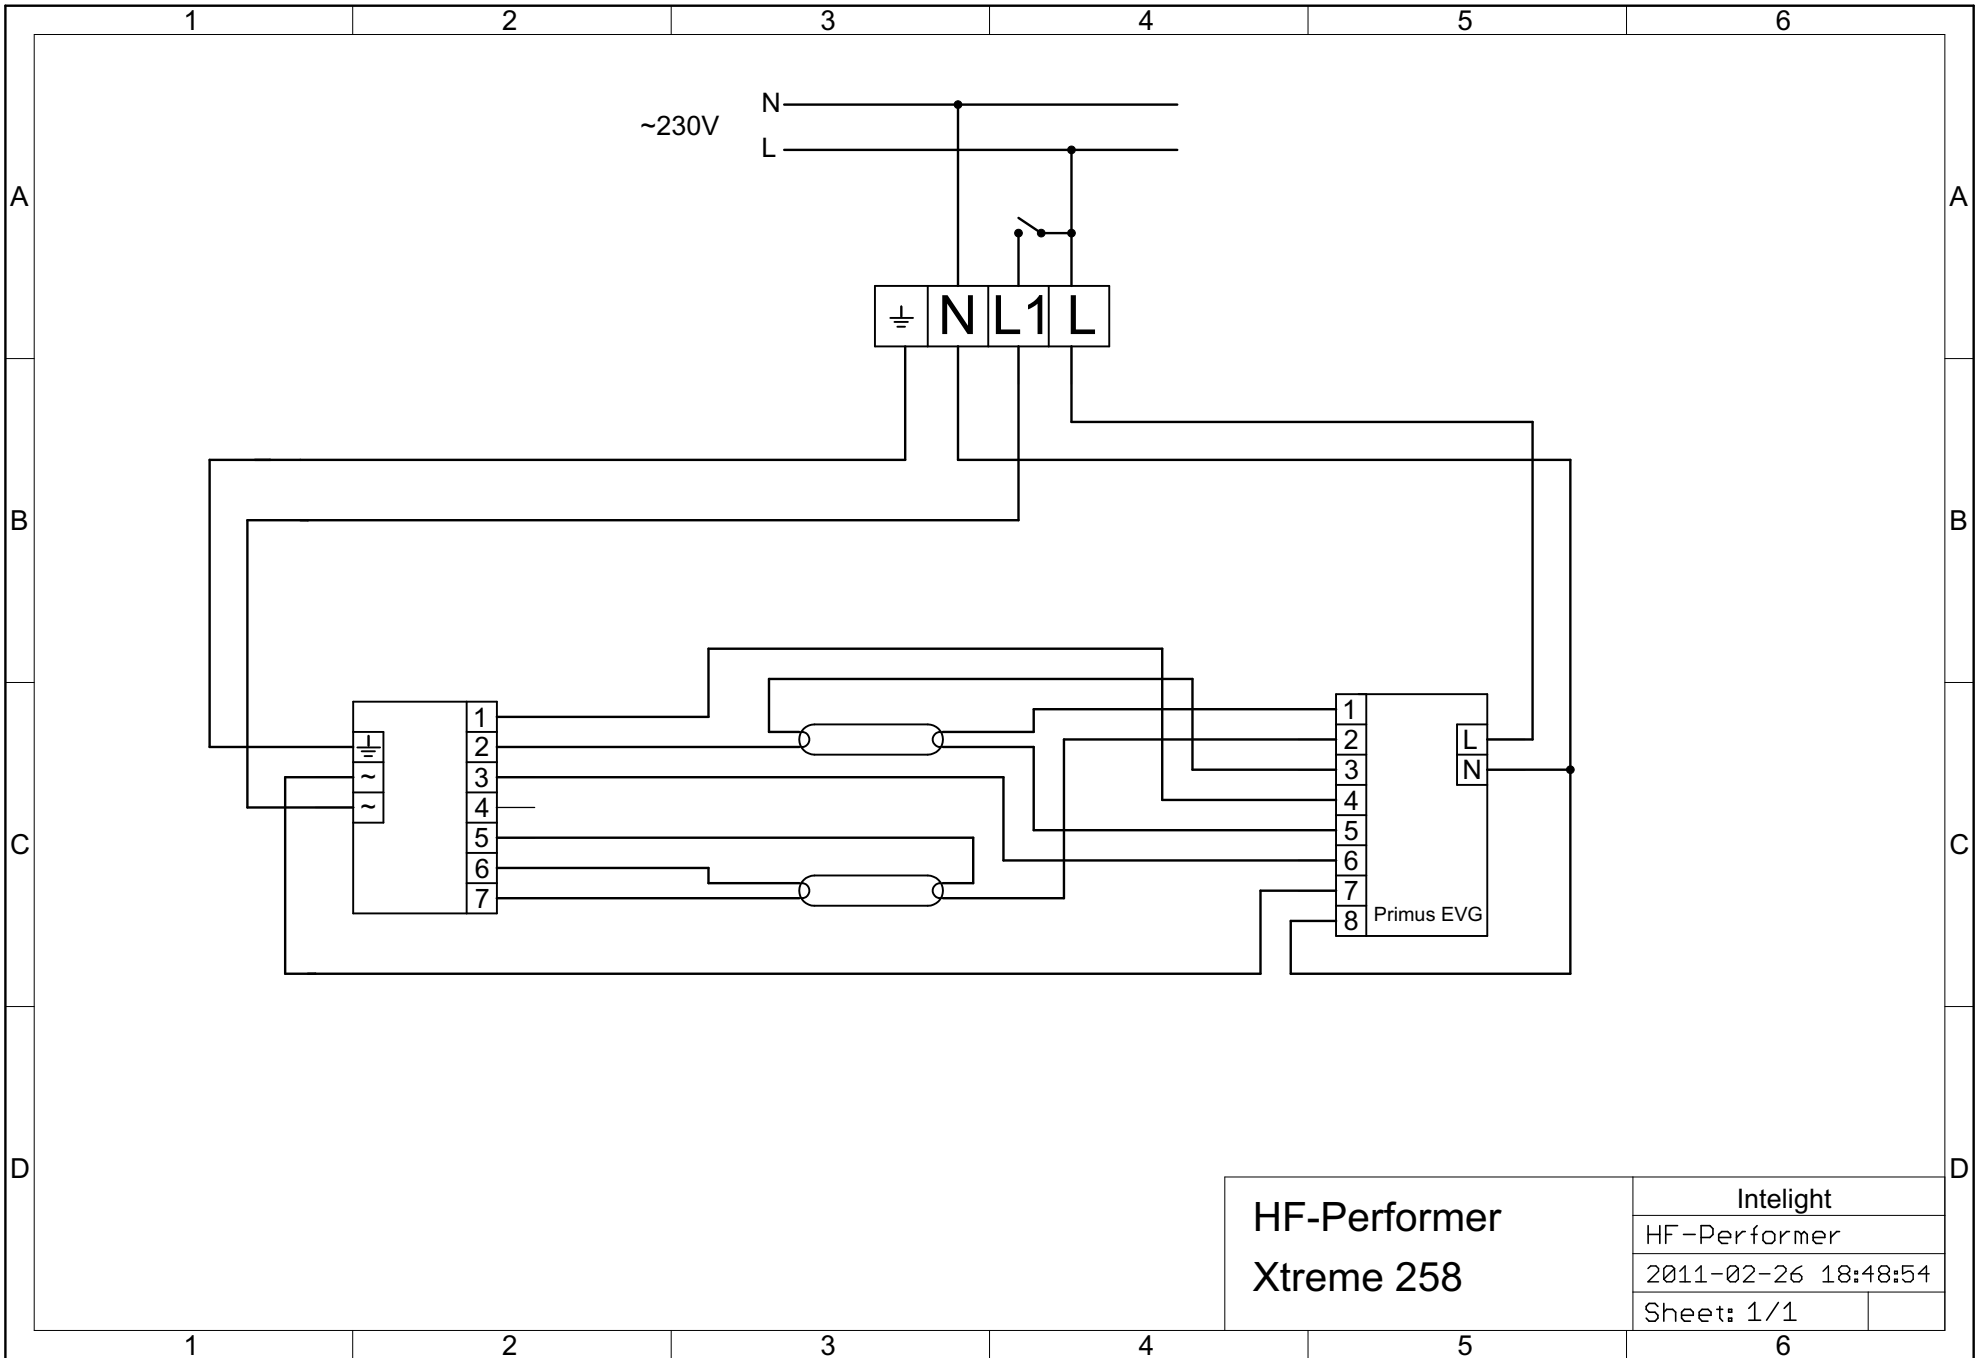 1 2 3 4 5 6
N
~230V
L
A A
N L1 L
B B
1 1
2 2 L
~ 3 3 N
~ 4 4
5 5
C C
6 6
7 7
8 Primus EVG
D D
HF-Performer
Xtreme 258
Intelight
HF-Performer
2011-02-26 18:48:54
Sheet: 1/1
1 2 3 4 5 6